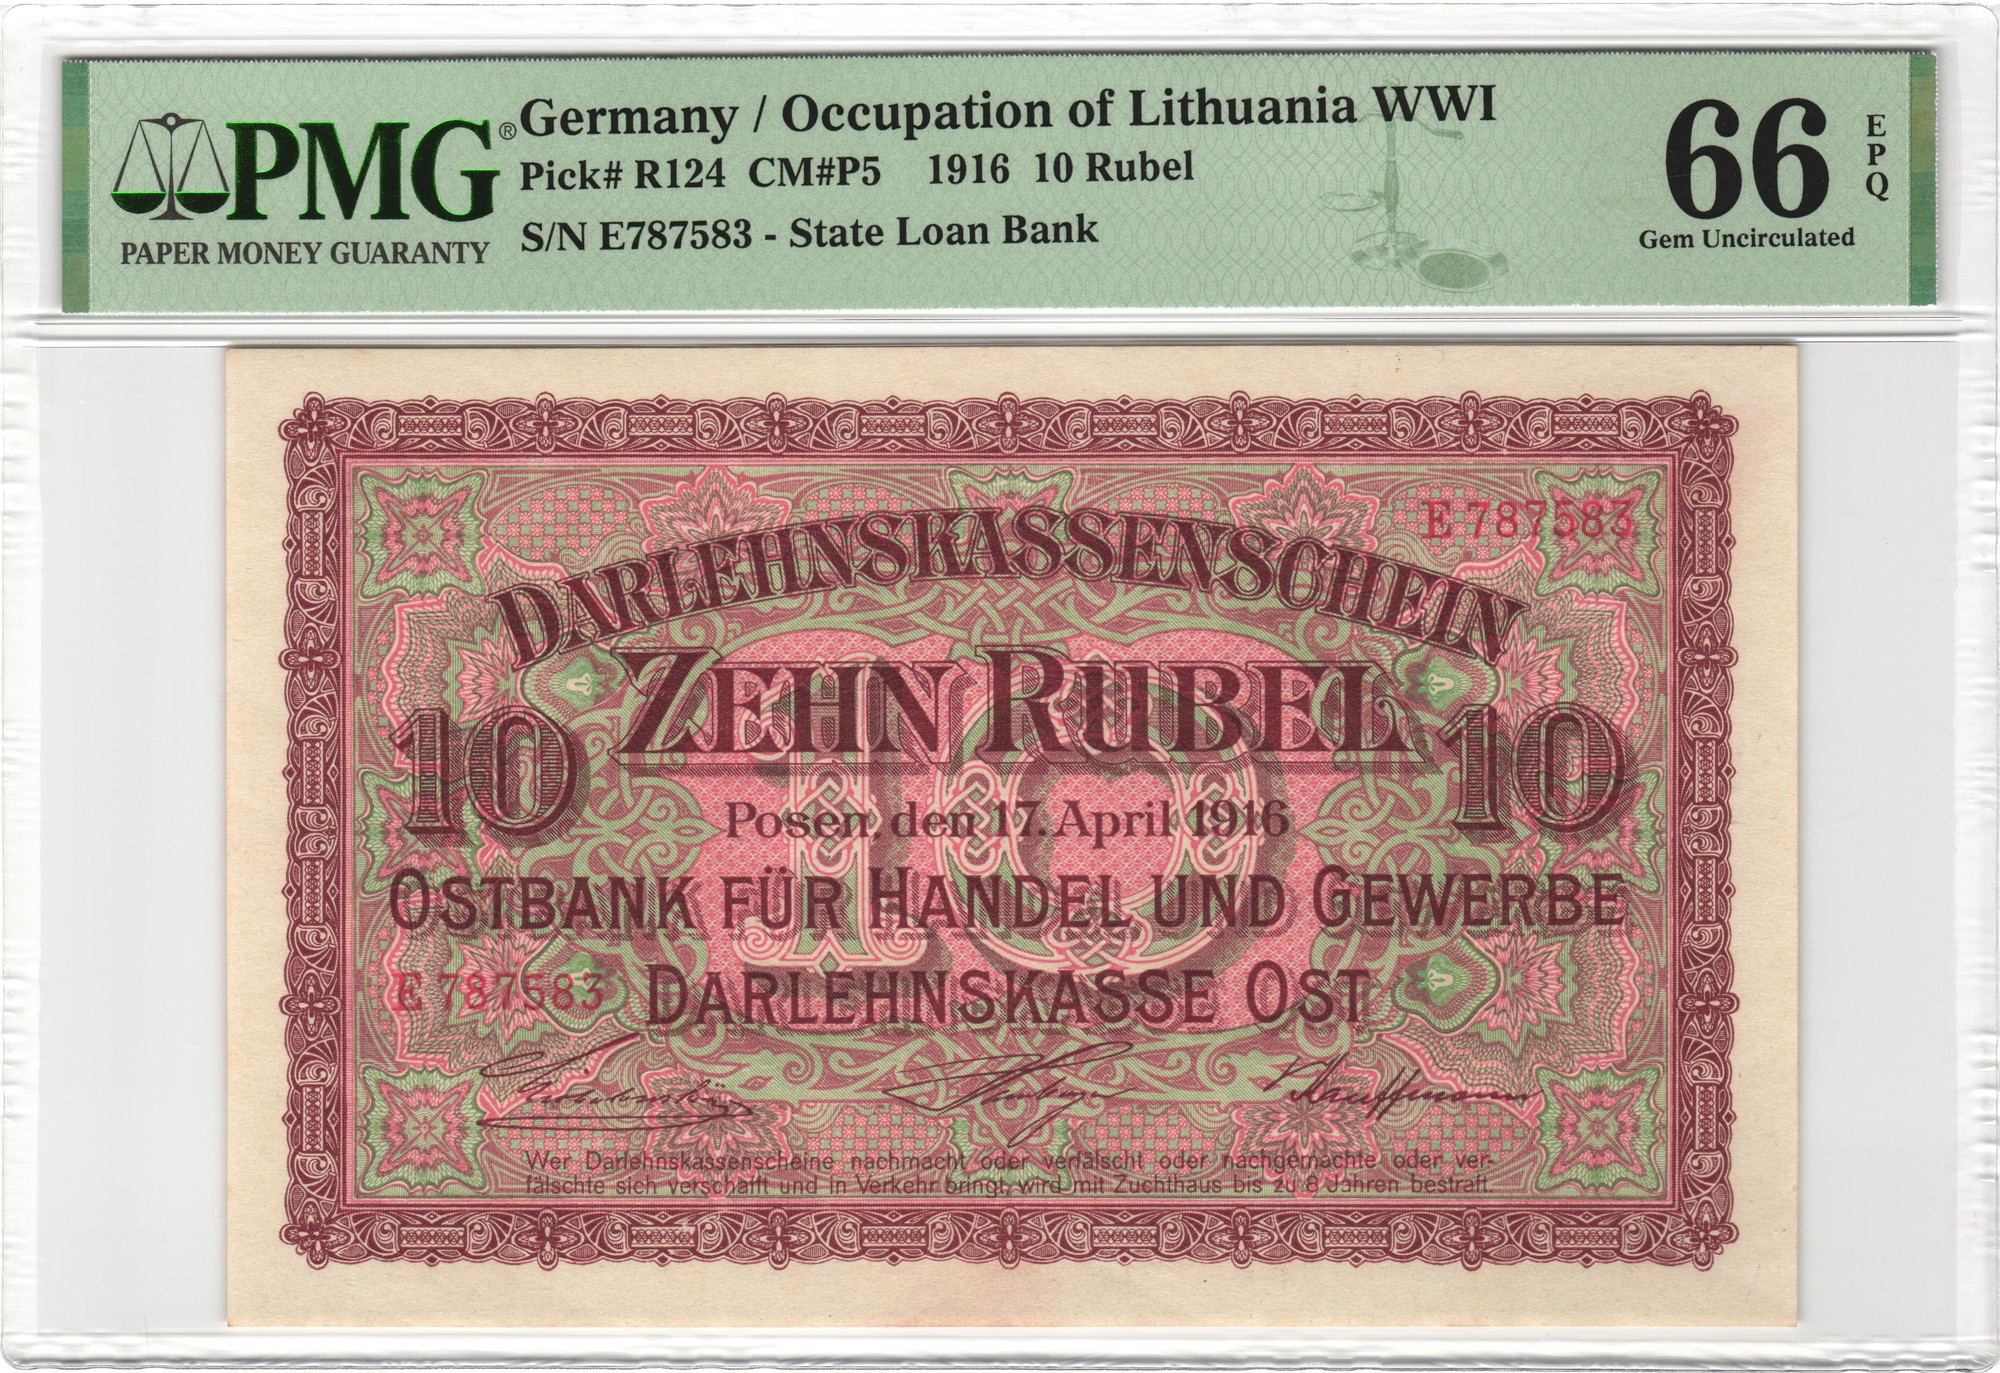 PMG®
PAPER MONEY GUARANTY
Germany / Occupation of Lithuania WWI
Pick# R124 CM#P5 1916 10 Rubel
S/N E787583 - State Loan Bank
66
EPQ
Gem Uncirculated
E 787583
DARLEHNSKASSENSCHEIN
ZEHN RUBEL
10
10
10
Posen, den 17. April 1916
OSTBANK FÜR HANDEL UND GEWERBE
E 787583
DARLEHNSKASSE OST
Kauffmann
Wer Darlehnskassenscheine nachmacht oder verfälscht oder nachgemachte oder ver-
fälschte sich verschafft und in Verkehr bringt, wird mit Zuchthaus bis zu 8 Jahren bestraft.